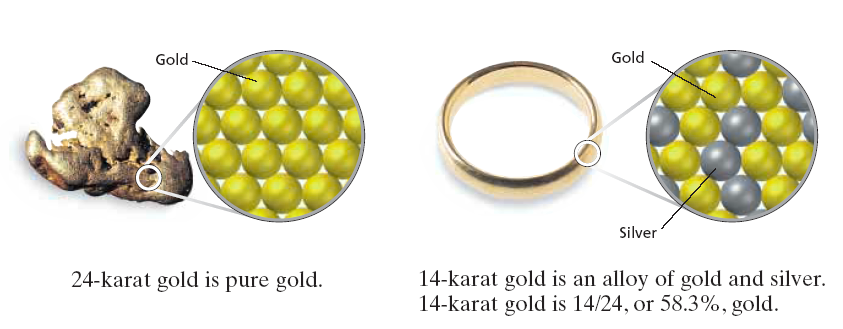 Gold
Gold
Silver
24-karat gold is pure gold.
14-karat gold is an alloy of gold and silver.
14-karat gold is 14/24, or 58.3%, gold.